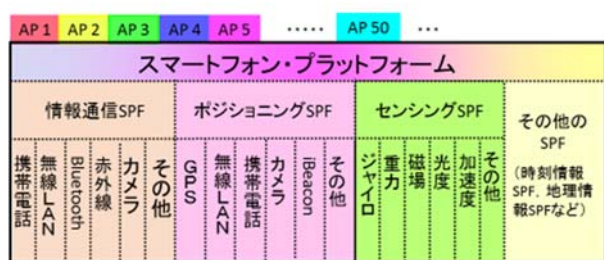 AP 1 AP 2 AP 3 AP 4 AP 5 ‥‥‥ AP 50 ‥‥
スマートフォン・プラットフォーム
情報通信SPF
ポジショニングSPF
センシングSPF
その他の
SPF
(時刻情報
SPF, 地理情
報SPFなど)
携帯電話
無線LAN
Bluetooth
赤外線
カメラ
その他
GPS
無線LAN
携帯電話
カメラ
iBeacon
その他
ジャイロ
重力
磁場
光度
加速度
その他